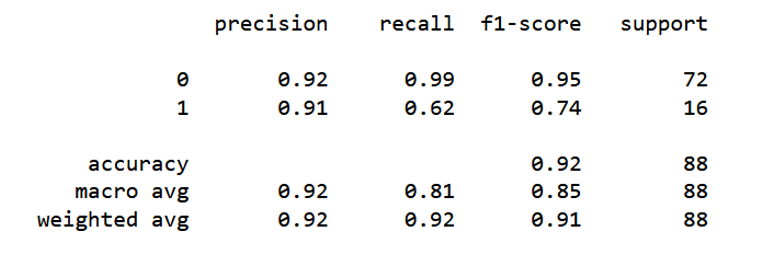 precision recall f1-score support
0 0.92 0.99 0.95 72
1 0.91 0.62 0.74 16
accuracy 0.92 88
macro avg 0.92 0.81 0.85 88
weighted avg 0.92 0.92 0.91 88